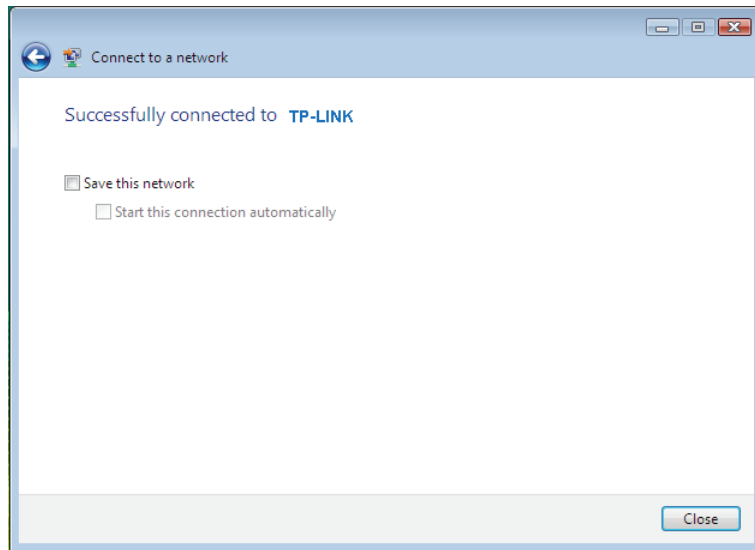 Connect to a network
Successfully connected to TP-LINK
Save this network
Start this connection automatically
Close